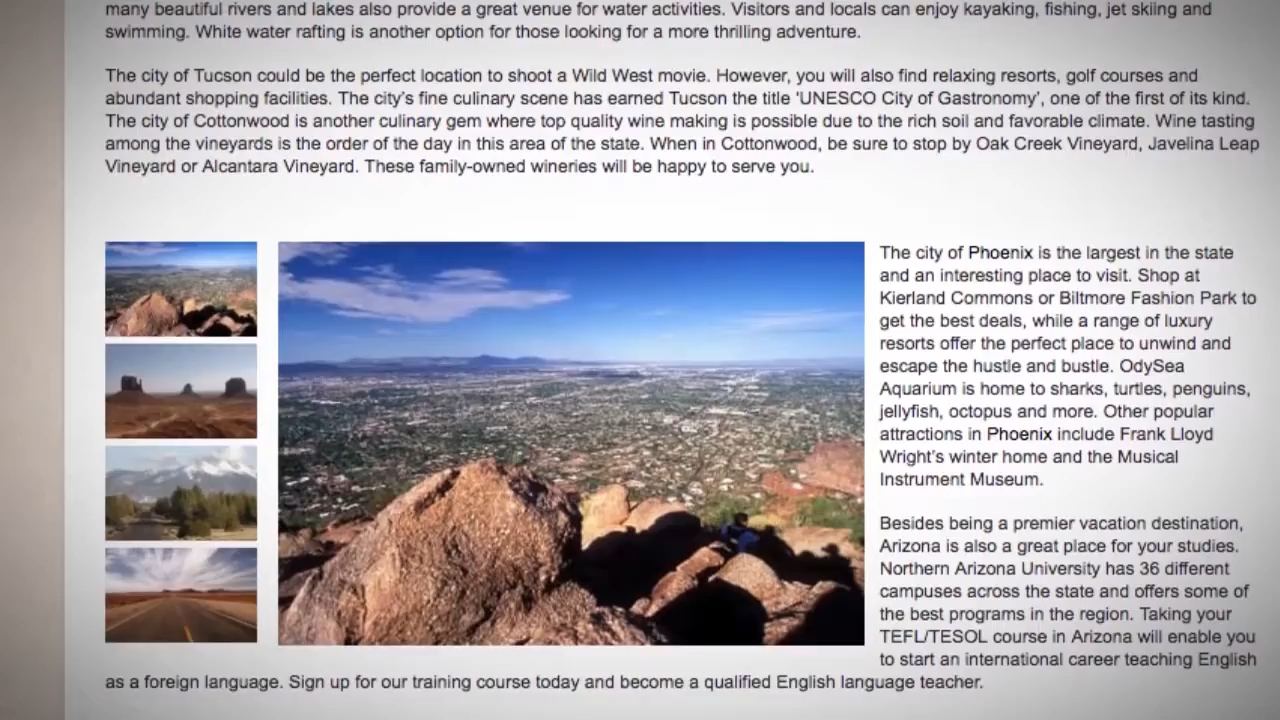 many beautiful rivers and lakes also provide a great venue for water activities. Visitors and locals can enjoy kayaking, fishing, jet skiing and
swimming. White water rafting is another option for those looking for a more thrilling adventure.
The city of Tucson could be the perfect location to shoot a Wild West movie. However, you will also find relaxing resorts, golf courses and
abundant shopping facilities. The city's fine culinary scene has earned Tucson the title 'UNESCO City of Gastronomy', one of the first of its kind.
The city of Cottonwood is another culinary gem where top quality wine making is possible due to the rich soil and favorable climate. Wine tasting
among the vineyards is the order of the day in this area of the state. When in Cottonwood, be sure to stop by Oak Creek Vineyard, Javelina Leap
Vineyard or Alcantara Vineyard. These family-owned wineries will be happy to serve you.
The city of Phoenix is the largest in the state
and an interesting place to visit. Shop at
Kierland Commons or Biltmore Fashion Park to
get the best deals, while a range of luxury
resorts offer the perfect place to unwind and
escape the hustle and bustle. OdySea
Aquarium is home to sharks, turtles, penguins,
jellyfish, octopus and more. Other popular
attractions in Phoenix include Frank Lloyd
Wright's winter home and the Musical
Instrument Museum.
Besides being a premier vacation destination,
Arizona is also a great place for your studies.
Northern Arizona University has 36 different
campuses across the state and offers some of
the best programs in the region. Taking your
TEFL/TESOL course in Arizona will enable you
to start an international career teaching English
as a foreign language. Sign up for our training course today and become a qualified English language teacher.